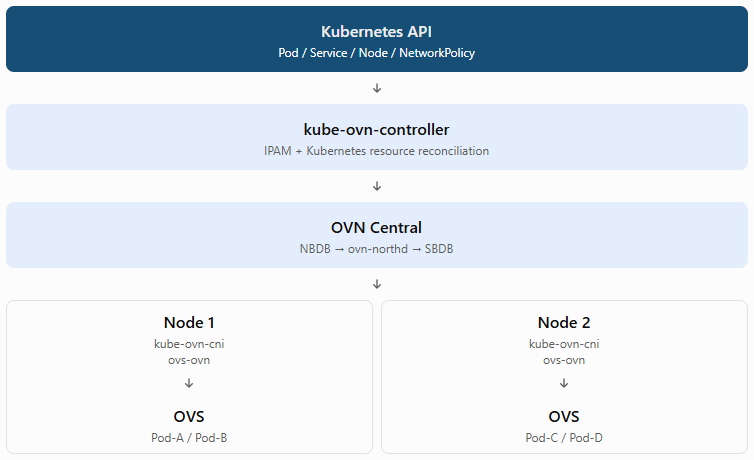 Kubernetes API
Pod / Service / Node / NetworkPolicy
↓
kube-ovn-controller
IPAM + Kubernetes resource reconciliation
↓
OVN Central
NBDB → ovn-northd → SBDB
↓
Node 1
kube-ovn-cni
ovs-ovn
↓
OVS
Pod-A / Pod-B
Node 2
kube-ovn-cni
ovs-ovn
↓
OVS
Pod-C / Pod-D